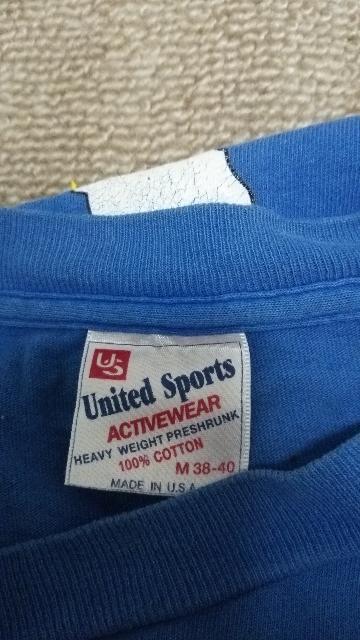 US
United Sports
ACTIVEWEAR
HEAVY WEIGHT PRESHRUNK
100% COTTON
M 38-40
MADE IN U.S.A.